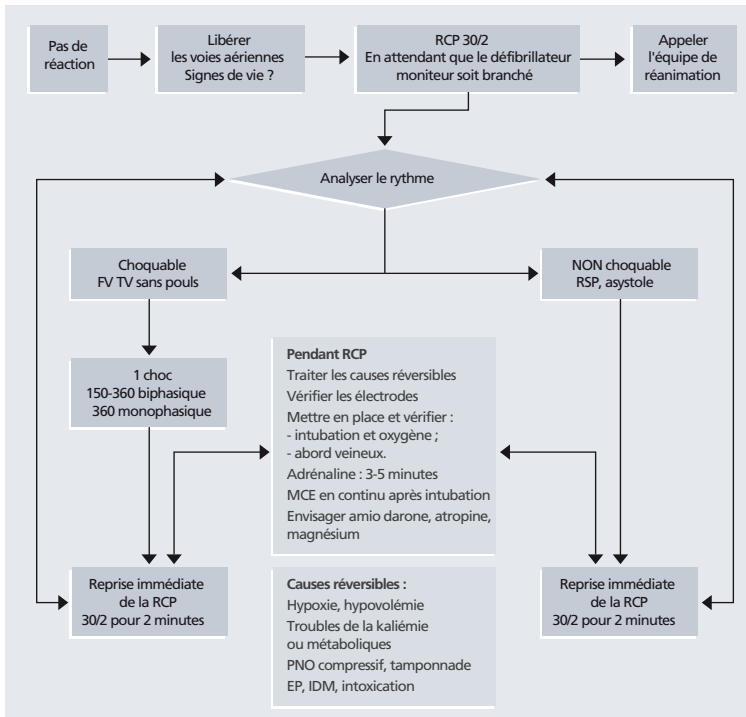 Pas de
réaction
Libérer
les voies aériennes
Signes de vie ?
RCP 30/2
En attendant que le défibrillateur
moniteur soit branché
Appeler
l'équipe de
réanimation
Analyser le rythme
Choquable
FV TV sans pouls
NON choquable
RSP, asystole
1 choc
150-360 biphasique
360 monophasique
Pendant RCP
Traiter les causes réversibles
Vérifier les électrodes
Mettre en place et vérifier :
- intubation et oxygène ;
- abord veineux.
Adrénaline : 3-5 minutes
MCE en continu après intubation
Envisager amio darone, atropine,
magnésium
Reprise immédiate
de la RCP
30/2 pour 2 minutes
Causes réversibles :
Hypoxie, hypovolémie
Troubles de la kaliémie
ou métaboliques
PNO compressif, tamponnade
EP, IDM, intoxication
Reprise immédiate
de la RCP
30/2 pour 2 minutes